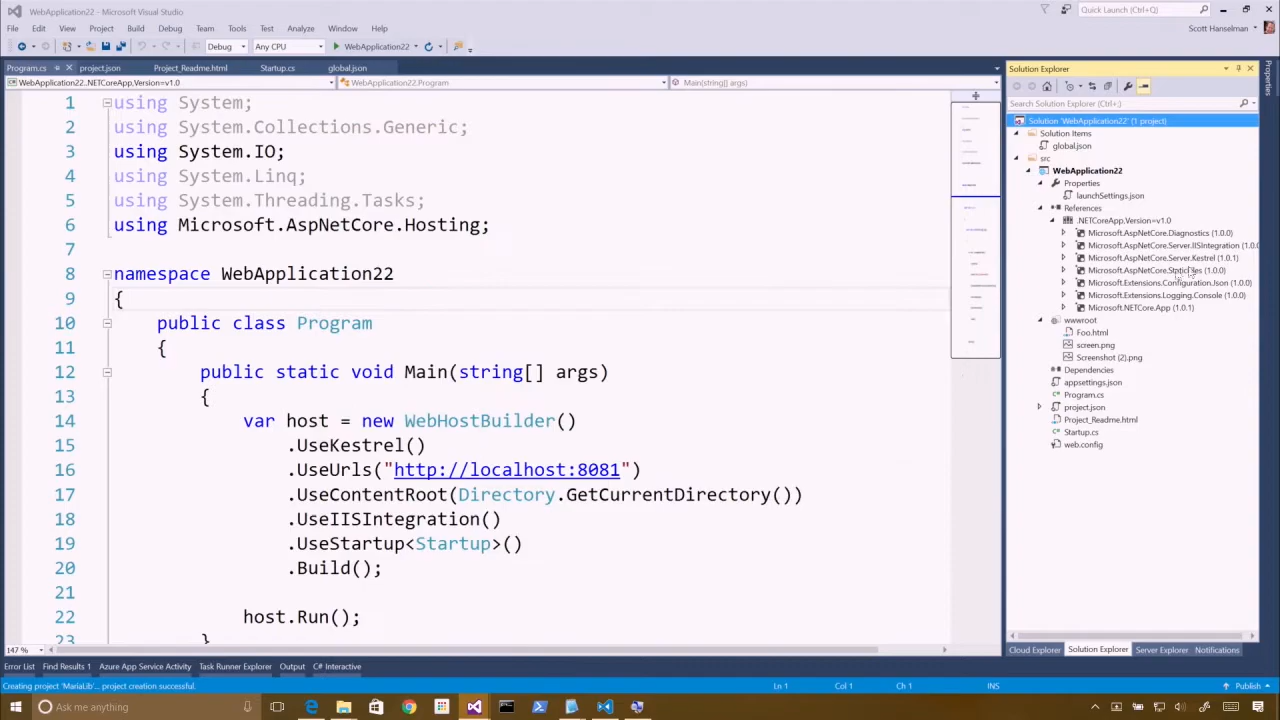 WebApplication22 - Microsoft Visual Studio
Quick Launch (Ctrl+Q)
File Edit View Project Build Debug Team Tools Test Analyze Window Help
Scott Hanselman
Debug Any CPU WebApplication22
Program.cs project.json Project_Readme.html Startup.cs global.json
WebApplication22..NETCoreApp,Version=v1.0 WebApplication22.Program Main(string[] args)
1 using System;
2 using System.Collections.Generic;
3 using System.IO;
4 using System.Linq;
5 using System.Threading.Tasks;
6 using Microsoft.AspNetCore.Hosting;
7
8 namespace WebApplication22
9 {
10 public class Program
11 {
12 public static void Main(string[] args)
13 {
14 var host = new WebHostBuilder()
15 .UseKestrel()
16 .UseUrls("http://localhost:8081")
17 .UseContentRoot(Directory.GetCurrentDirectory())
18 .UseIISIntegration()
19 .UseStartup<Startup>()
20 .Build();
21
22 host.Run();
23 }
147 %
Solution Explorer
Search Solution Explorer (Ctrl+;)
Solution 'WebApplication22' (1 project)
Solution Items
global.json
src
WebApplication22
Properties
launchSettings.json
References
.NETCoreApp,Version=v1.0
Microsoft.AspNetCore.Diagnostics (1.0.0)
Microsoft.AspNetCore.Server.IISIntegration (1.0.0
Microsoft.AspNetCore.Server.Kestrel (1.0.1)
Microsoft.AspNetCore.StaticFiles (1.0.0)
Microsoft.Extensions.Configuration.Json (1.0.0)
Microsoft.Extensions.Logging.Console (1.0.0)
Microsoft.NETCore.App (1.0.1)
wwwroot
Foo.html
screen.png
Screenshot (2).png
Dependencies
appsettings.json
Program.cs
project.json
Project_Readme.html
Startup.cs
web.config
Cloud Explorer Solution Explorer Server Explorer Notifications
Properties
Error List Find Results 1 Azure App Service Activity Task Runner Explorer Output C# Interactive
Creating project 'MariaLib'... project creation successful. Ln 1 Col 1 Ch 1 INS Publish
Ask me anything